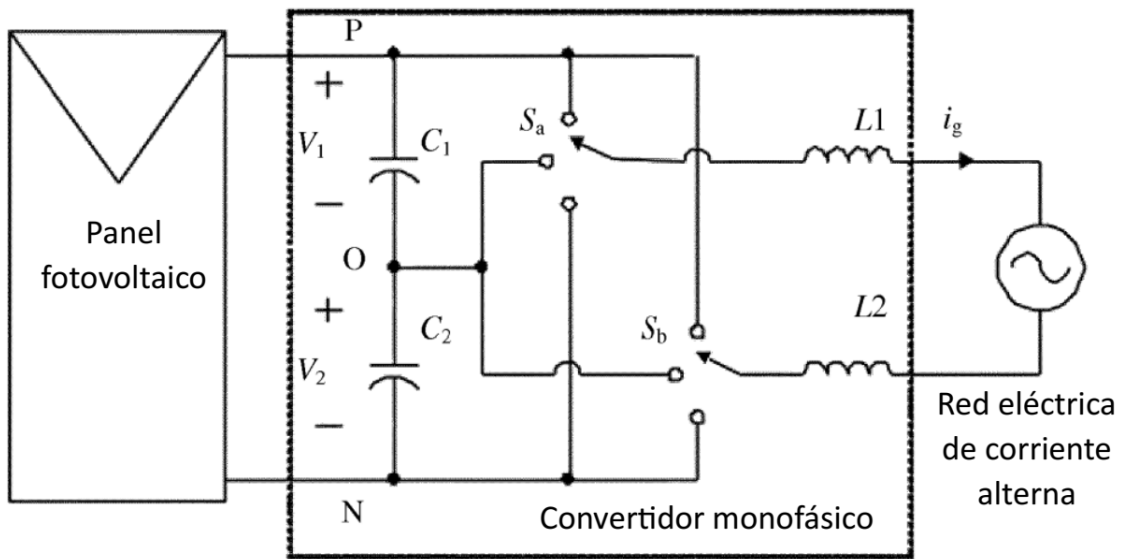 Panel
fotovoltaico
P
+
V1
−
C1
O
+
V2
−
C2
N
Sa
Sb
L1
L2
ig
Convertidor monofásico
Red eléctrica
de corriente
alterna